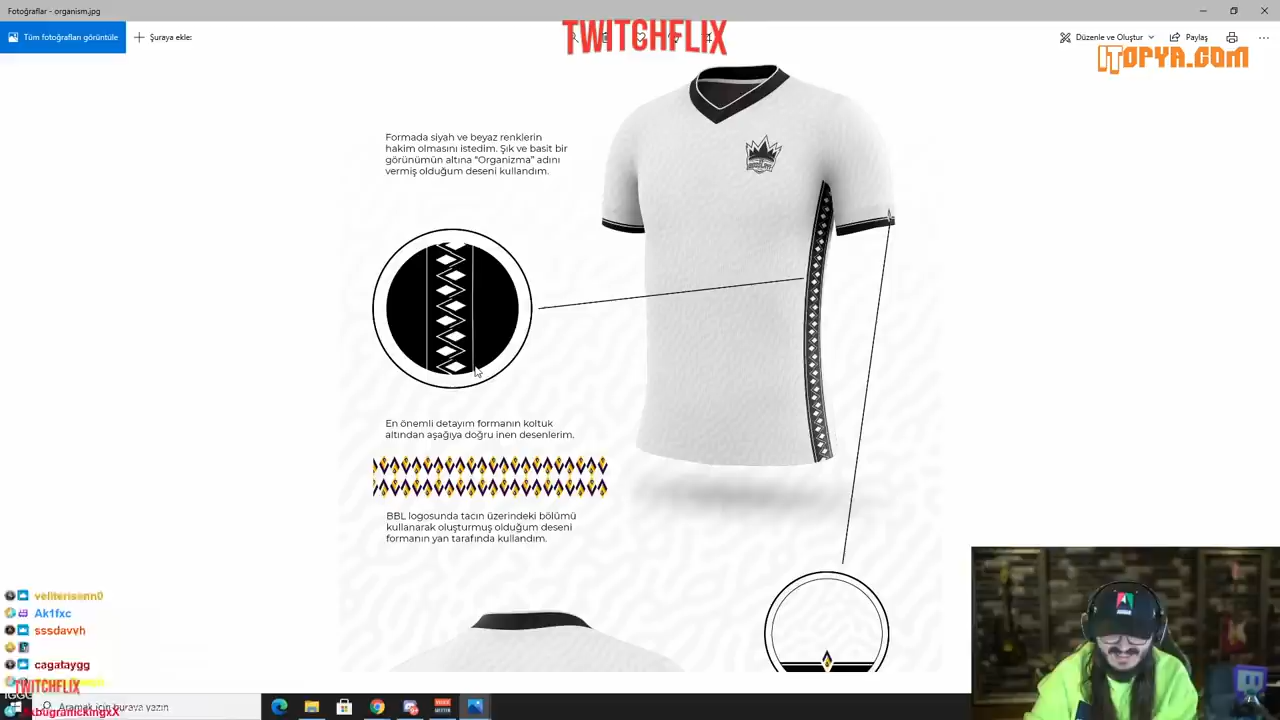 Fotoğraflar - organism.jpg
Tüm fotoğrafları görüntüle
Şuraya ekle:
TWITCHFLIX
Düzenle ve Oluştur
Paylaş
ITOPYA.COM
Formada siyah ve beyaz renklerin
hakim olmasını istedim. Şık ve basit bir
görünümün altına "Organizma" adını
vermiş olduğum deseni kullandım.
En önemli detayım formanın koltuk
altından aşağıya doğru inen desenlerim.
BBL logosunda tacın üzerindeki bölümü
kullanarak oluşturmuş olduğum deseni
formanın yan tarafında kullandım.
veliterisenn0
Ak1fxc
sssdavvh
cagataygg
TWITCHFLIX
Aramak için buraya yazın